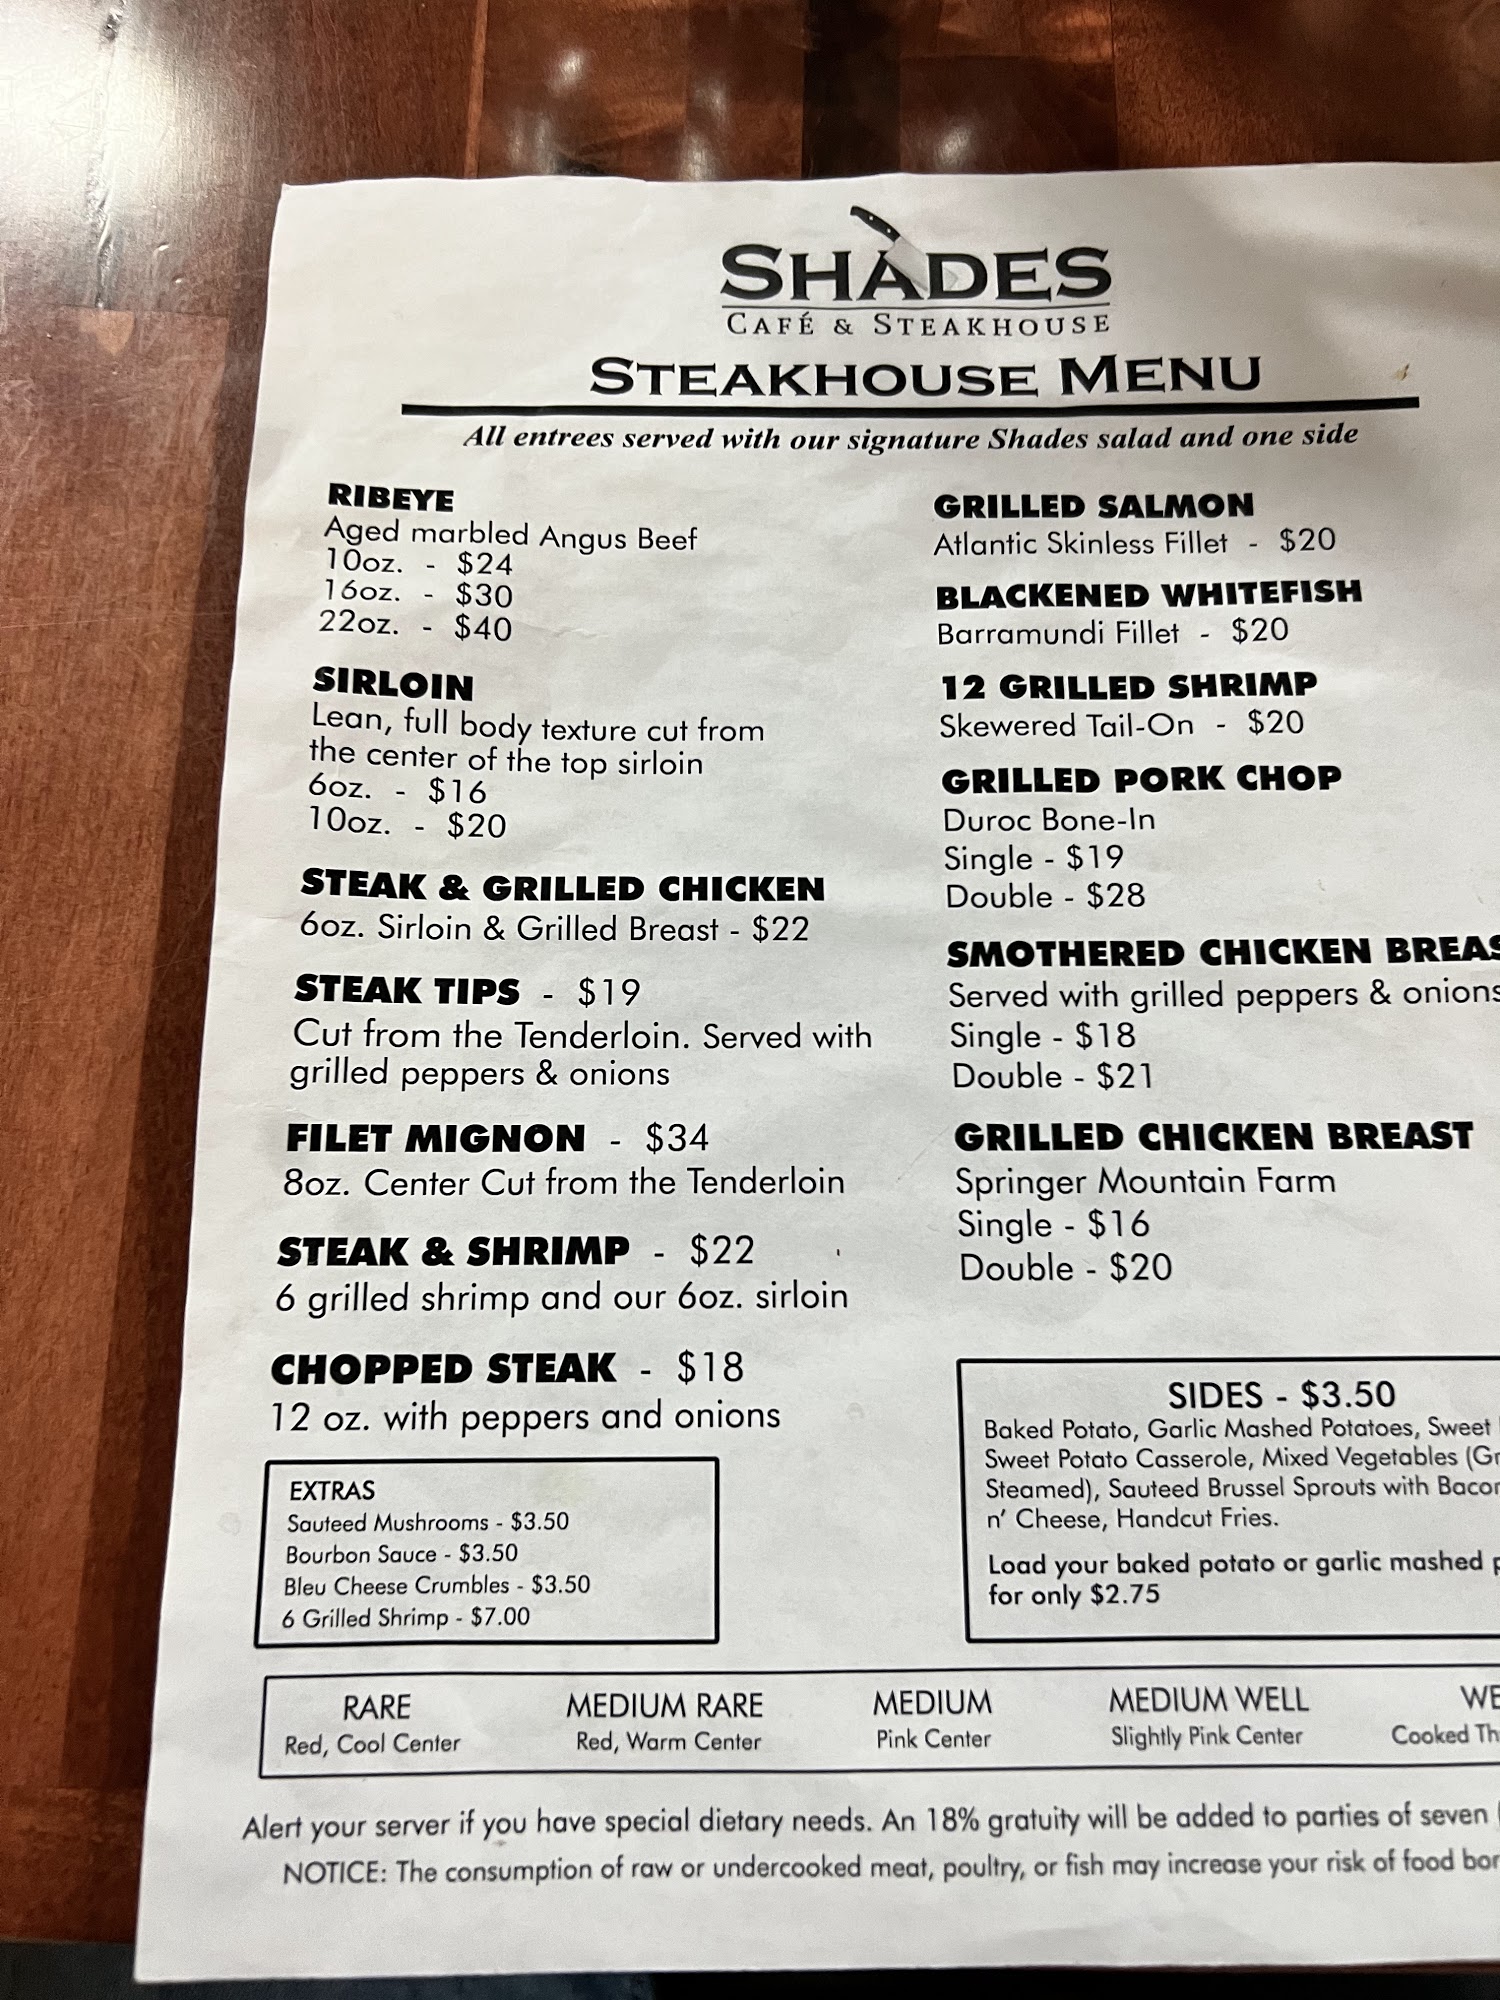 SHADES
CAFÉ & STEAKHOUSE
STEAKHOUSE MENU
All entrees served with our signature Shades salad and one side
RIBEYE
Aged marbled Angus Beef
10oz. - $24
16oz. - $30
22oz. - $40
SIRLOIN
Lean, full body texture cut from
the center of the top sirloin
6oz. - $16
10oz. - $20
STEAK & GRILLED CHICKEN
6oz. Sirloin & Grilled Breast - $22
STEAK TIPS - $19
Cut from the Tenderloin. Served with
grilled peppers & onions
FILET MIGNON - $34
8oz. Center Cut from the Tenderloin
STEAK & SHRIMP - $22
6 grilled shrimp and our 6oz. sirloin
CHOPPED STEAK - $18
12 oz. with peppers and onions
EXTRAS
Sauteed Mushrooms - $3.50
Bourbon Sauce - $3.50
Bleu Cheese Crumbles - $3.50
6 Grilled Shrimp - $7.00
GRILLED SALMON
Atlantic Skinless Fillet - $20
BLACKENED WHITEFISH
Barramundi Fillet - $20
12 GRILLED SHRIMP
Skewered Tail-On - $20
GRILLED PORK CHOP
Duroc Bone-In
Single - $19
Double - $28
SMOTHERED CHICKEN BREAS
Served with grilled peppers & onions
Single - $18
Double - $21
GRILLED CHICKEN BREAST
Springer Mountain Farm
Single - $16
Double - $20
SIDES - $3.50
Baked Potato, Garlic Mashed Potatoes, Sweet
Sweet Potato Casserole, Mixed Vegetables (Gr
Steamed), Sauteed Brussel Sprouts with Bacon
n' Cheese, Handcut Fries.
Load your baked potato or garlic mashed p
for only $2.75
RARE
Red, Cool Center
MEDIUM RARE
Red, Warm Center
MEDIUM
Pink Center
MEDIUM WELL
Slightly Pink Center
WE
Cooked Th
Alert your server if you have special dietary needs. An 18% gratuity will be added to parties of seven
NOTICE: The consumption of raw or undercooked meat, poultry, or fish may increase your risk of food bor